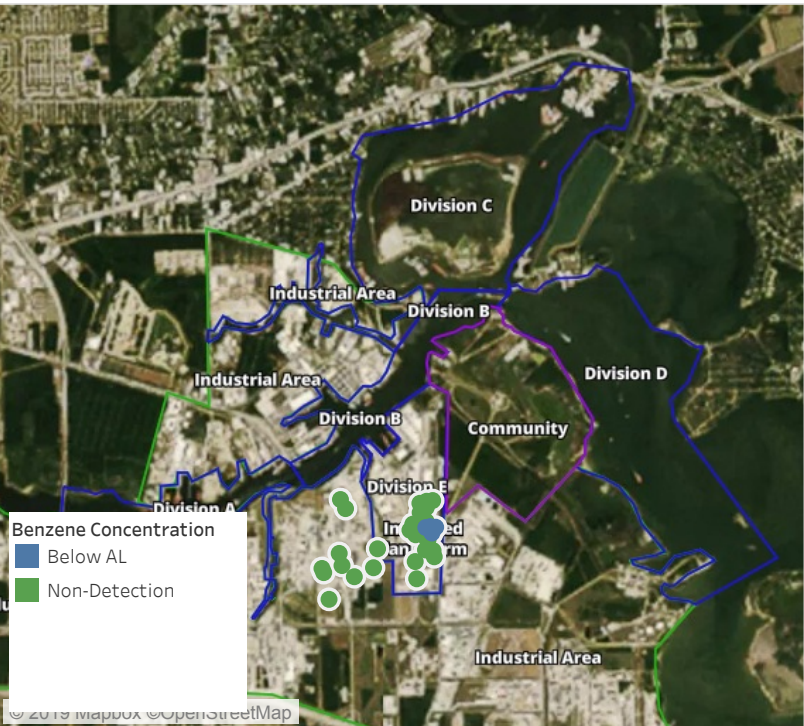 Division C
Industrial Area
Division B
Division D
Industrial Area
Division B
Community
Division E
Division A
Benzene Concentration
Below AL
Non-Detection
Industrial Area
© 2019 Mapbox ©OpenStreetMap